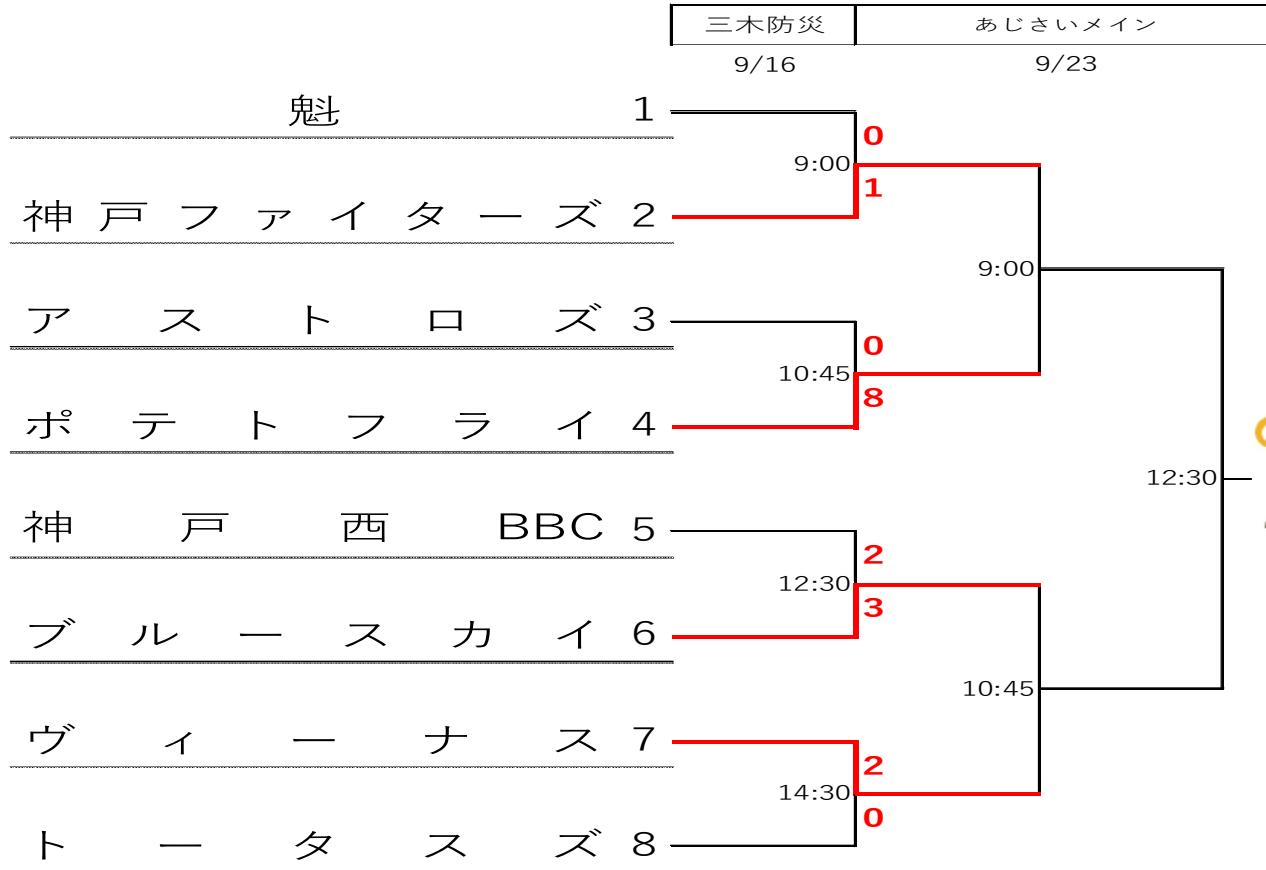 三木防災 あじさいメイン
9/16 9/23
魁 1
0
9:00
1
神戸ファイターズ 2
9:00
アストロズ 3
0
10:45
8
ポテトフライ 4
12:30
神戸西BBC 5
2
12:30
3
ブルースカイ 6
10:45
ヴィーナス 7
2
14:30
0
トータスズ 8